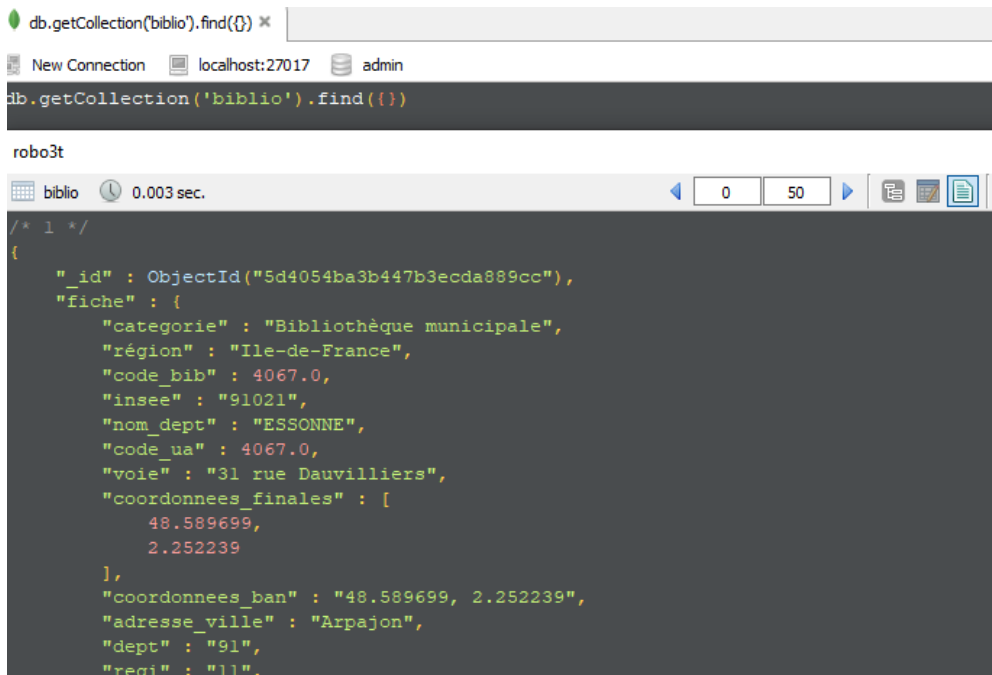 db.getCollection('biblio').find({}) ×
New Connection localhost:27017 admin
db.getCollection('biblio').find({})
robo3t
biblio 0.003 sec. 0 50
/* 1 */
{
    "_id" : ObjectId("5d4054ba3b447b3ecda889cc"),
    "fiche" : {
        "categorie" : "Bibliothèque municipale",
        "région" : "Ile-de-France",
        "code_bib" : 4067.0,
        "insee" : "91021",
        "nom_dept" : "ESSONNE",
        "code_ua" : 4067.0,
        "voie" : "31 rue Dauvilliers",
        "coordonnees_finales" : [
            48.589699,
            2.252239
        ],
        "coordonnees_ban" : "48.589699, 2.252239",
        "adresse_ville" : "Arpajon",
        "dept" : "91",
        "regi" : "11",